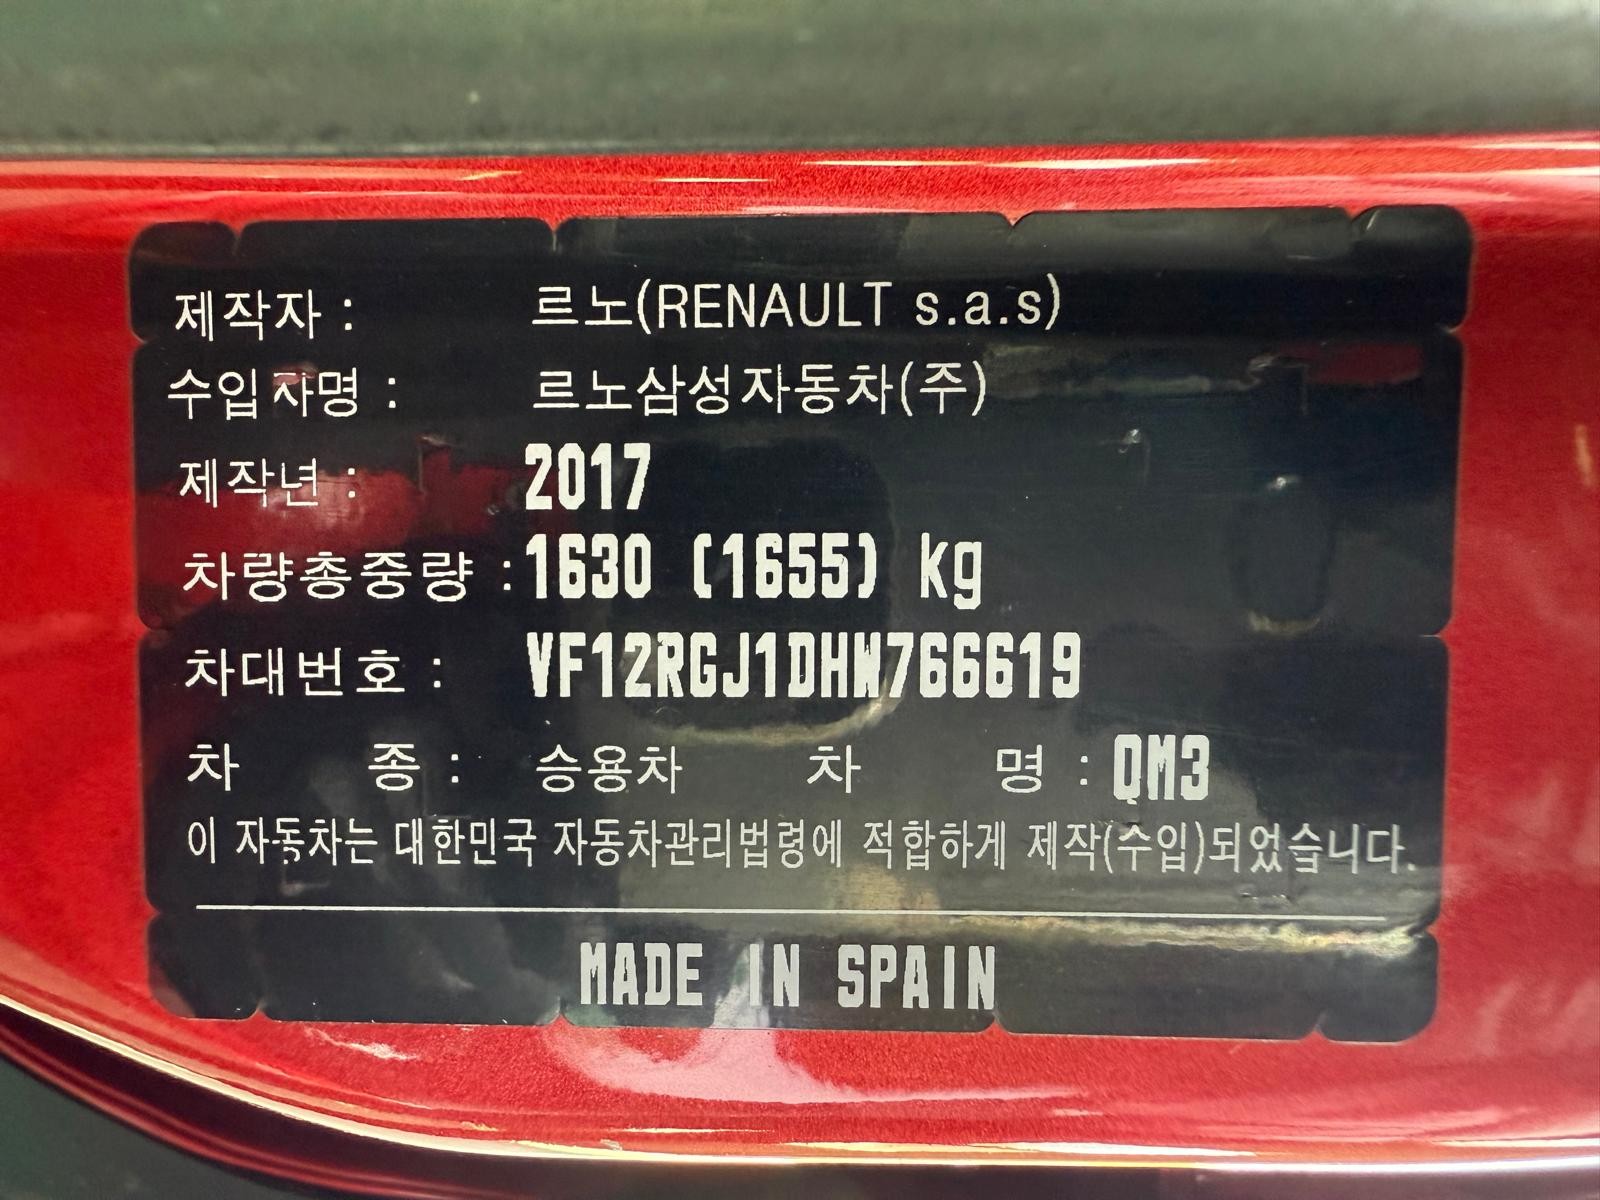 제작자 : 르노(RENAULT s.a.s)
수입자명 : 르노삼성자동차(주)
제작년 : 2017
차량총중량 : 1630 (1655) kg
차대번호 : VF12RGJ1DHW766619
차 종 : 승용차 차 명 : QM3
이 자동차는 대한민국 자동차관리법령에 적합하게 제작(수입)되었습니다.
MADE IN SPAIN